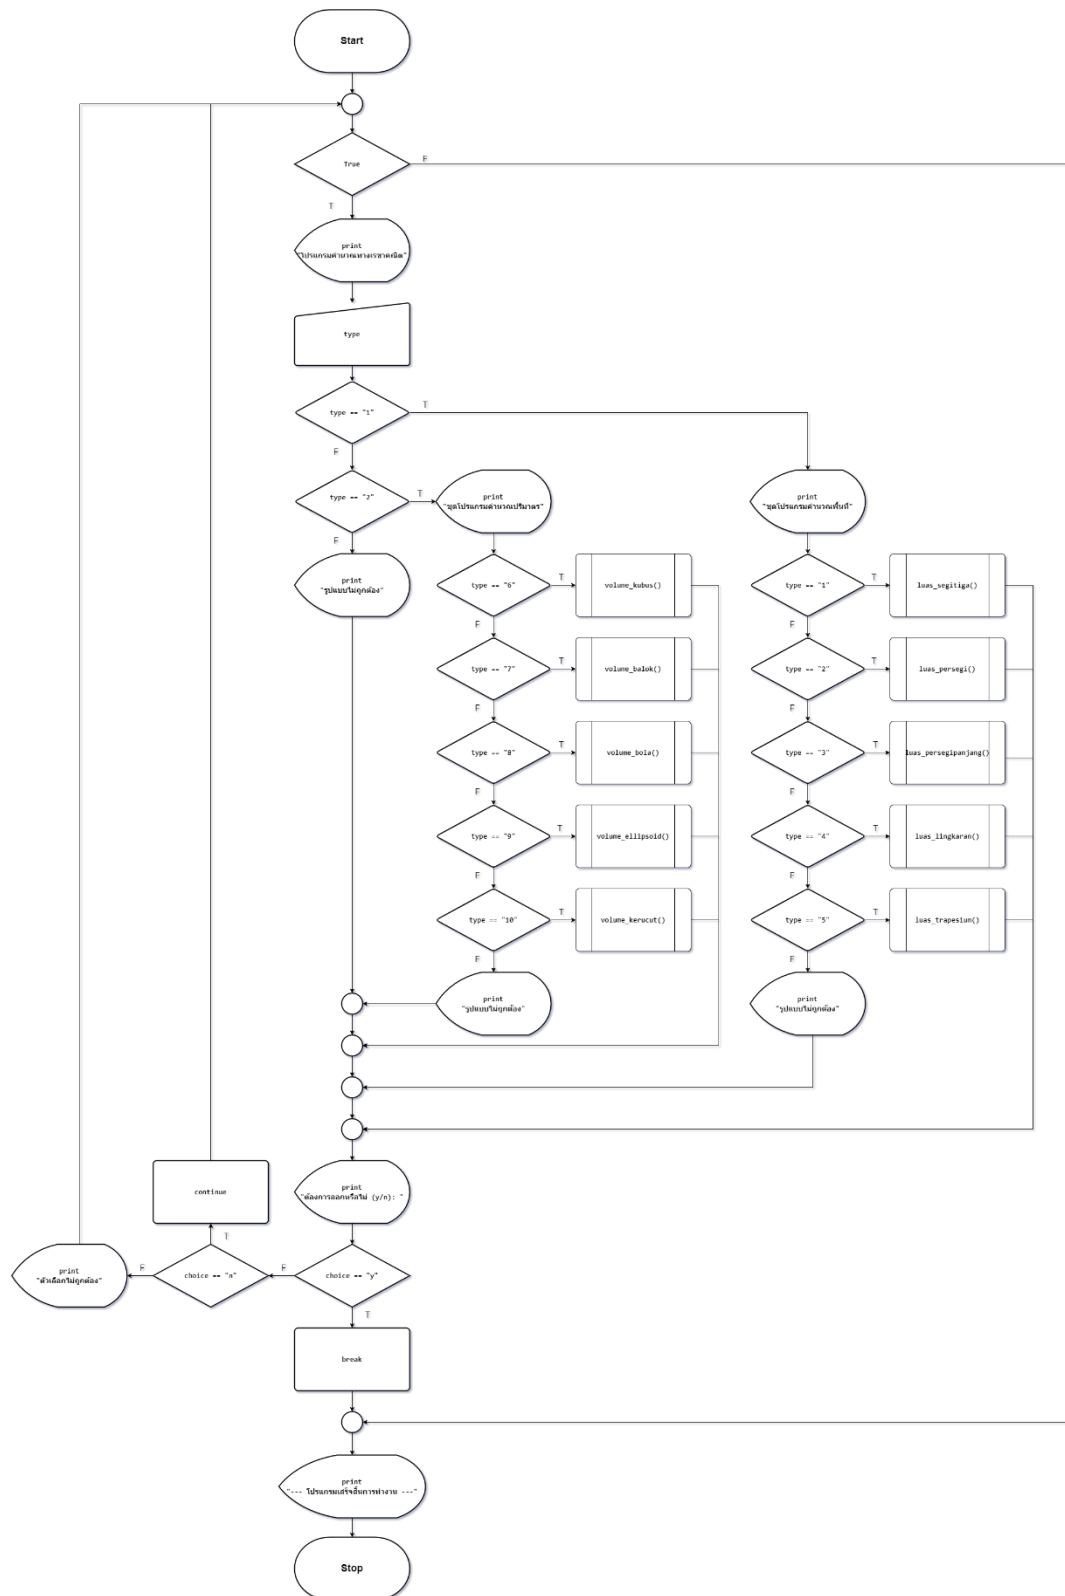 Start
True
F
T
print
"โปรแกรมคำนวณทางเรขาคณิต"
type
type == "1"
T
F
type == "2"
T
F
print
"ชุดโปรแกรมคำนวณปริมาตร"
print
"ชุดโปรแกรมคำนวณพื้นที่"
print
"รูปแบบไม่ถูกต้อง"
type == "6"
T
volume_kubus()
F
type == "1"
T
luas_segitiga()
F
type == "7"
T
volume_balok()
F
type == "2"
T
luas_persegi()
F
type == "8"
T
volume_bola()
F
type == "3"
T
luas_persegipanjang()
F
type == "9"
T
volume_ellipsoid()
F
type == "4"
T
luas_lingkaran()
F
type == "10"
T
volume_kerucut()
F
type == "5"
T
luas_trapesium()
F
print
"รูปแบบไม่ถูกต้อง"
print
"รูปแบบไม่ถูกต้อง"
continue
print
"ต้องการออกหรือไม่ (y/n): "
T
print
"ตัวเลือกไม่ถูกต้อง"
F
choice == "n"
F
choice == "y"
T
break
print
"--- โปรแกรมเสร็จสิ้นการทำงาน ---"
Stop